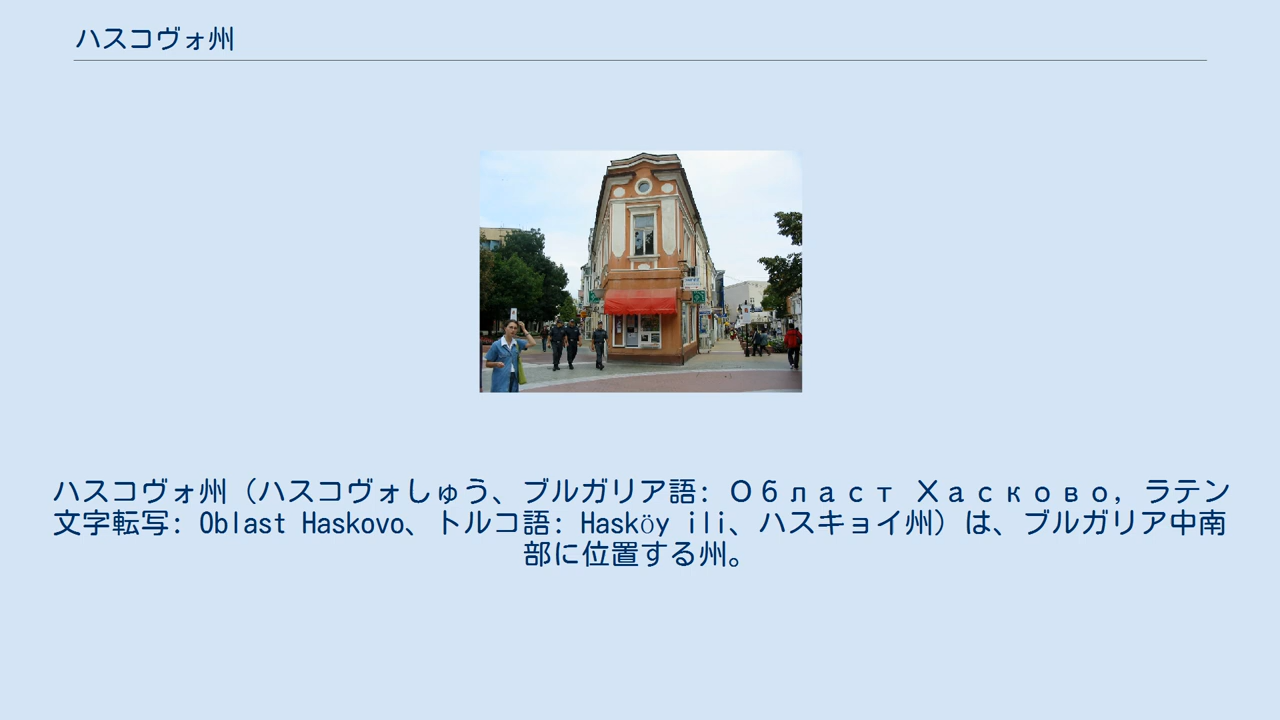 ハスコヴォ州
ハスコヴォ州（ハスコヴォしゅう、ブルガリア語: Област Хасково, ラテン
文字転写: Oblast Haskovo、トルコ語: Hasköy ili、ハスキョイ州）は、ブルガリア中南
部に位置する州。